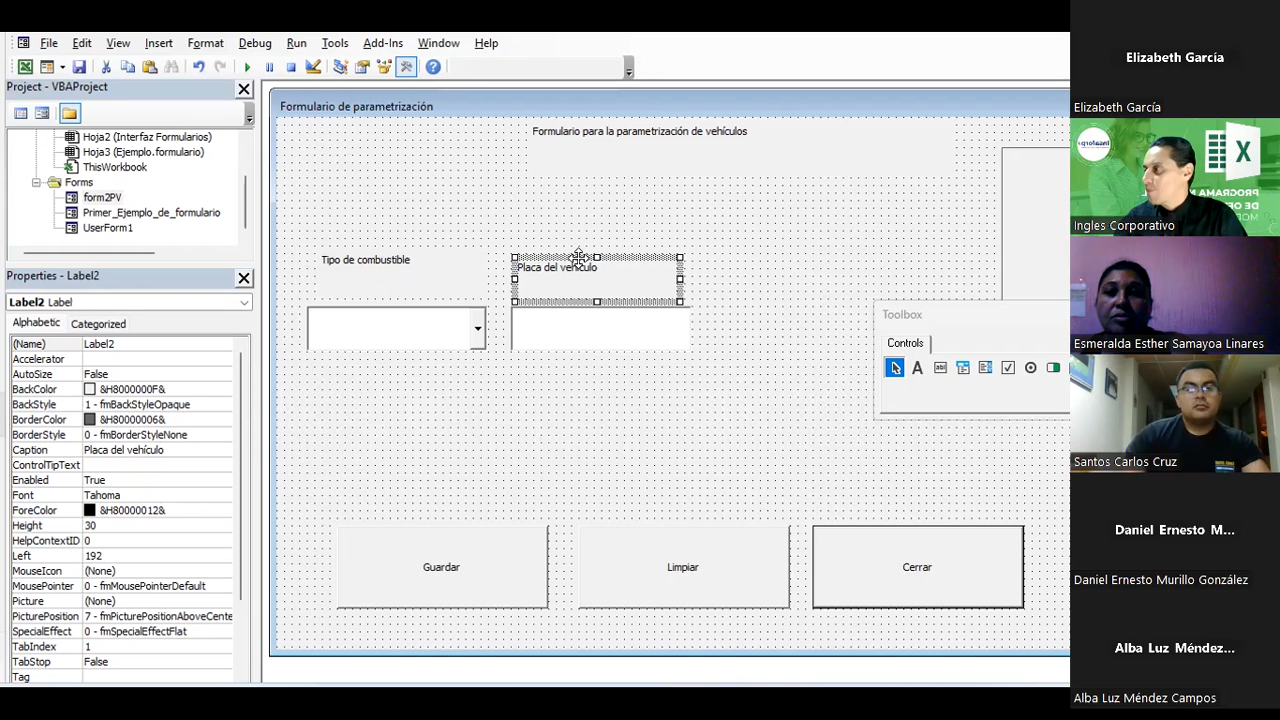 File Edit View Insert Format Debug Run Tools Add-Ins Window Help
Project - VBAProject
Hoja2 (Interfaz Formularios)
Hoja3 (Ejemplo.formulario)
ThisWorkbook
Forms
form2PV
Primer_Ejemplo_de_formulario
UserForm1
Properties - Label2
Label2 Label
Alphabetic Categorized
(Name) Label2
Accelerator
AutoSize False
BackColor &H8000000F&
BackStyle 1 - fmBackStyleOpaque
BorderColor &H80000006&
BorderStyle 0 - fmBorderStyleNone
Caption Placa del vehículo
ControlTipText
Enabled True
Font Tahoma
ForeColor &H80000012&
Height 30
HelpContextID 0
Left 192
MouseIcon (None)
MousePointer 0 - fmMousePointerDefault
Picture (None)
PicturePosition 7 - fmPicturePositionAboveCente
SpecialEffect 0 - fmSpecialEffectFlat
TabIndex 1
TabStop False
Tag
Formulario de parametrización
Formulario para la parametrización de vehículos
Tipo de combustible
Placa del vehículo
Toolbox
Controls
Guardar
Limpiar
Cerrar
Elizabeth García
Elizabeth García
Ingles Corporativo
Esmeralda Esther Samayoa Linares
Santos Carlos Cruz
Daniel Ernesto M...
Daniel Ernesto Murillo González
Alba Luz Méndez...
Alba Luz Méndez Campos